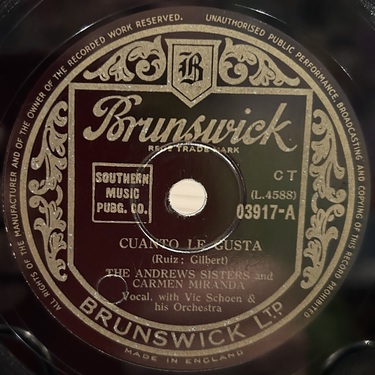 ALL RIGHTS OF THE MANUFACTURER AND OF THE OWNER OF THE RECORDED WORK RESERVED. UNAUTHORISED PUBLIC PERFORMANCE, BROADCASTING AND COPYING OF THIS RECORD PROHIBITED
B
Brunswick
REGD TRADE MARK
SOUTHERN
MUSIC
PUBG. CO.
CT
(L.4588)
03917-A
CUANTO LE GUSTA
(Ruiz ; Gilbert)
THE ANDREWS SISTERS and
CARMEN MIRANDA
Vocal, with Vic Schoen &
his Orchestra
BRUNSWICK LTD
MADE IN ENGLAND